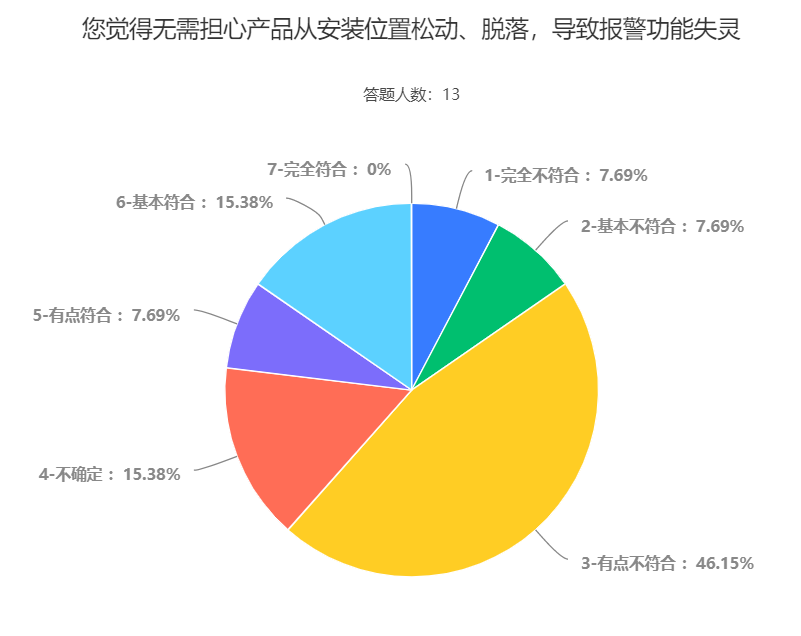 您觉得无需担心产品从安装位置松动、脱落，导致报警功能失灵
答题人数：13
7-完全符合 ：0%
1-完全不符合 ：7.69%
6-基本符合 ：15.38%
2-基本不符合 ：7.69%
5-有点符合 ：7.69%
4-不确定 ：15.38%
3-有点不符合 ：46.15%